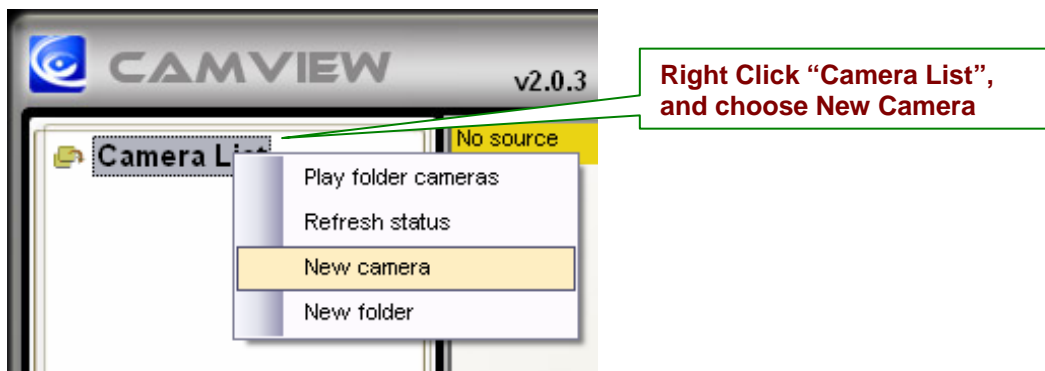 CAMVIEW
v2.0.3
Right Click “Camera List”,
and choose New Camera
No source
Camera List
Play folder cameras
Refresh status
New camera
New folder